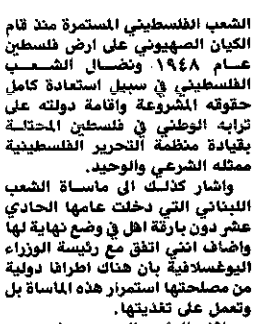 الشعب الفلسطيني المستمرة منذ قام
الكيان الصهيوني على ارض فلسطين
عام ١٩٤٨ ونضال الشعب
الفلسطيني في سبيل استعادة كامل
حقوقه المشروعة واقامة دولته على
ترابه الوطني في فلسطين المحتلة
بقيادة منظمة التحرير الفلسطينية
ممثله الشرعي والوحيد.
واشار كذلك الى ماساة الشعب
اللبناني التي دخلت عامها الحادي
عشر دون بارقة امل في وضع نهاية لها
واضاف انني اتفق مع رئيسة الوزراء
اليوغسلافية بان هناك اطرافا دولية
من مصلحتها استمرار هذه الماساة بل
وتعمل على تغذيتها.